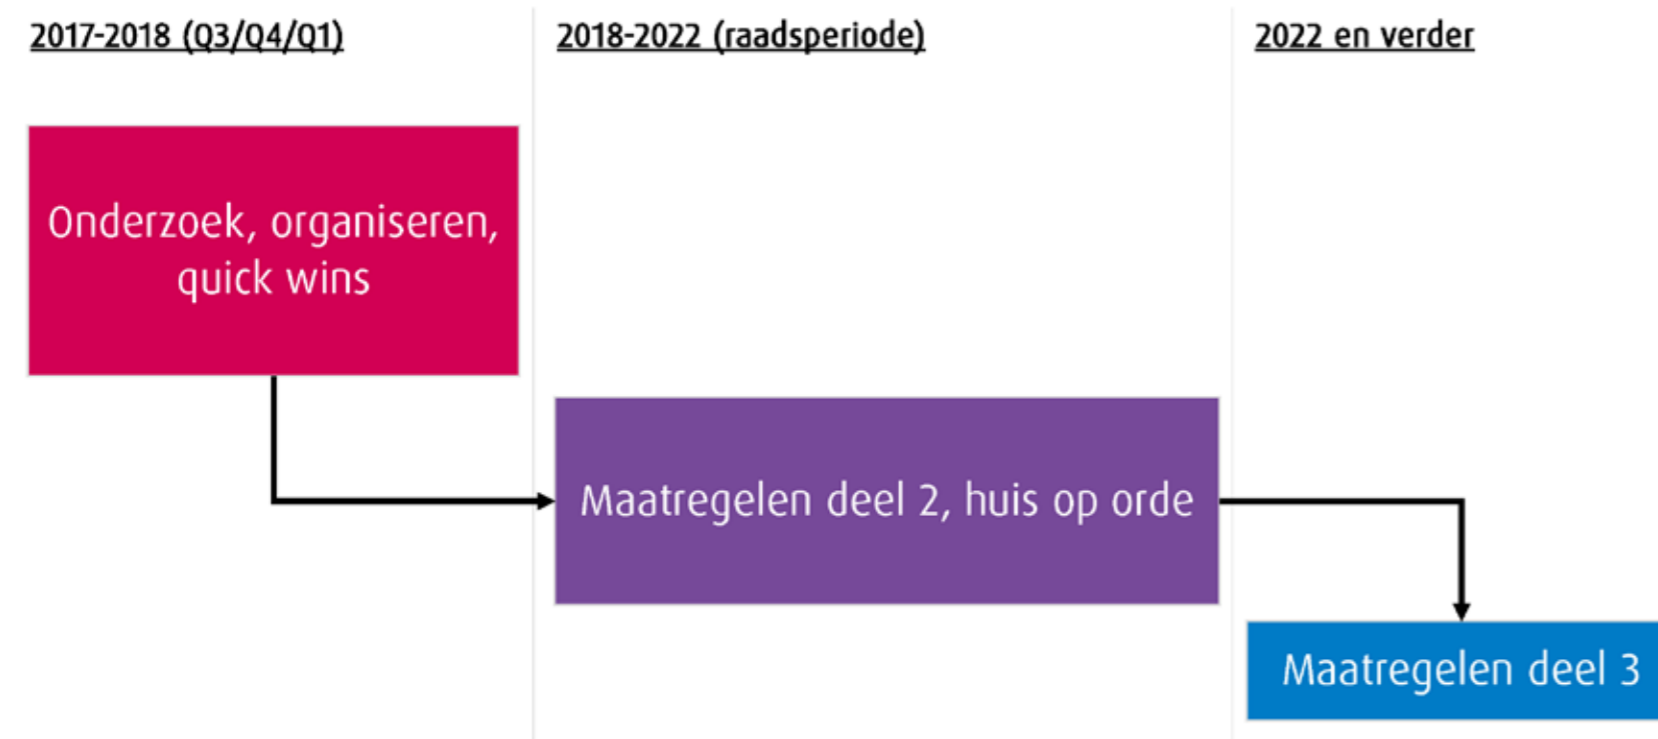 2017-2018 (Q3/Q4/Q1)
2018-2022 (raadsperiode)
2022 en verder
Onderzoek, organiseren,
quick wins
Maatregelen deel 2, huis op orde
Maatregelen deel 3